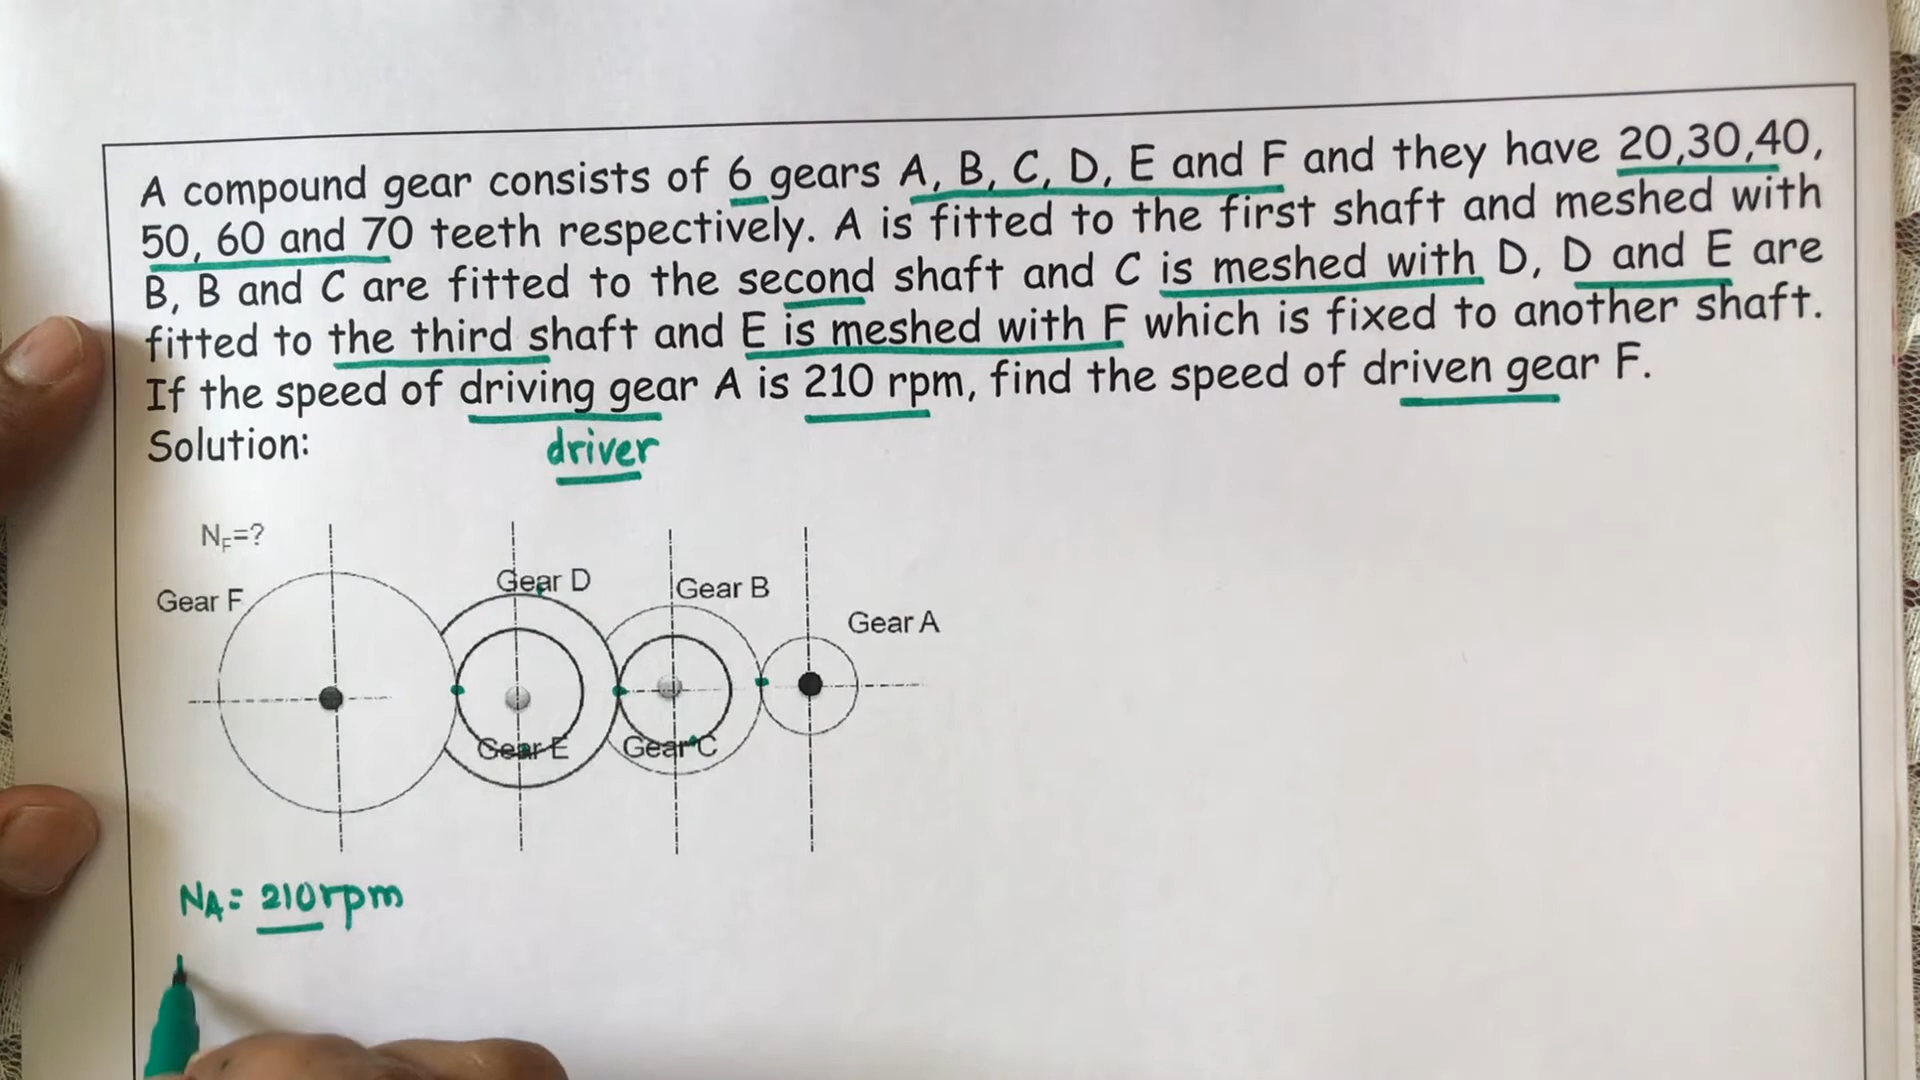 A compound gear consists of 6 gears A, B, C, D, E and F and they have 20,30,40,
50, 60 and 70 teeth respectively. A is fitted to the first shaft and meshed with
B, B and C are fitted to the second shaft and C is meshed with D, D and E are
fitted to the third shaft and E is meshed with F which is fixed to another shaft.
If the speed of driving gear A is 210 rpm, find the speed of driven gear F.
Solution:
driver
NF=?
Gear D
Gear B
Gear F
Gear A
Gear E
Gear C
NA= 210rpm